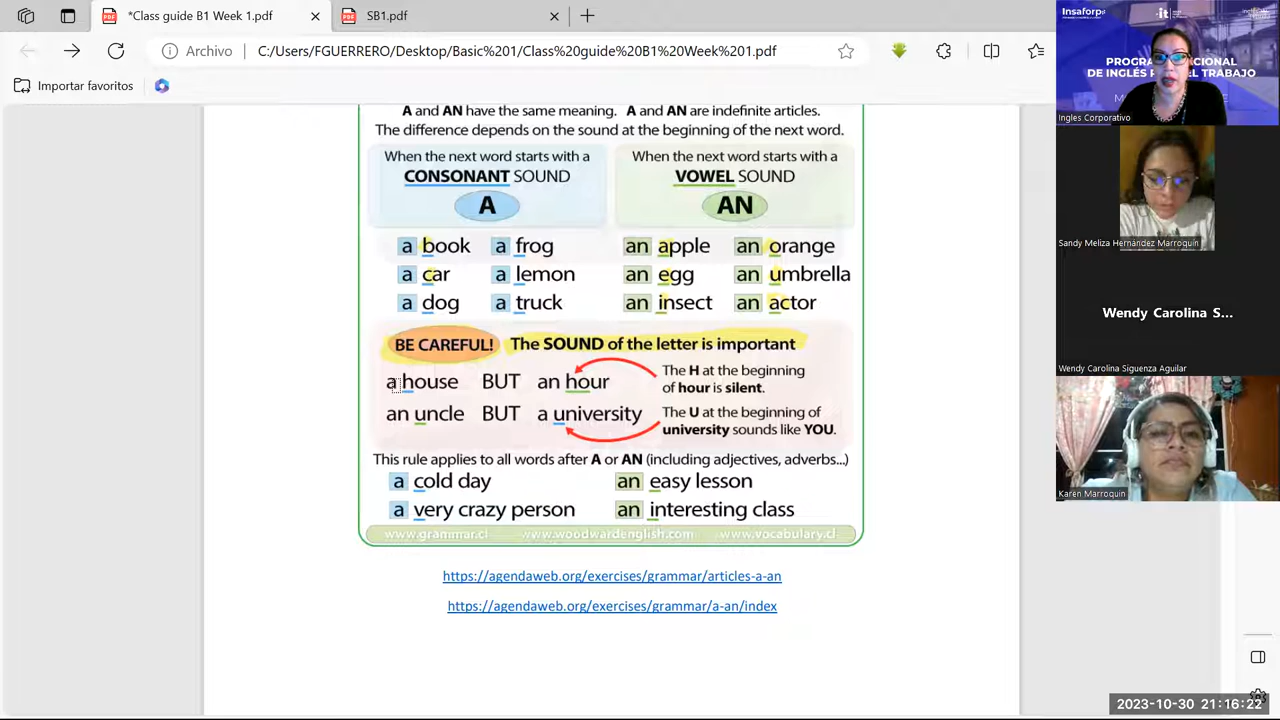 *Class guide B1 Week 1.pdf
SB1.pdf
Archivo
C:/Users/FGUERRERO/Desktop/Basic%201/Class%20guide%20B1%20Week%201.pdf
Importar favoritos
A and AN have the same meaning. A and AN are indefinite articles.
The difference depends on the sound at the beginning of the next word.
When the next word starts with a
CONSONANT SOUND
A
When the next word starts with a
VOWEL SOUND
AN
a book a frog an apple an orange
a car a lemon an egg an umbrella
a dog a truck an insect an actor
BE CAREFUL! The SOUND of the letter is important
a house BUT an hour
The H at the beginning
of hour is silent.
an uncle BUT a university
The U at the beginning of
university sounds like YOU.
This rule applies to all words after A or AN (including adjectives, adverbs...)
a cold day an easy lesson
a very crazy person an interesting class
www.grammar.cl www.woodwardenglish.com www.vocabulary.cl
https://agendaweb.org/exercises/grammar/articles-a-an
https://agendaweb.org/exercises/grammar/a-an/index
Insaforp
Ingles Corporativo
Sandy Meliza Hernández Marroquin
Wendy Carolina S...
Wendy Carolina Siguenza Aguilar
Karen Marroquin
2023-10-30 21:16:22